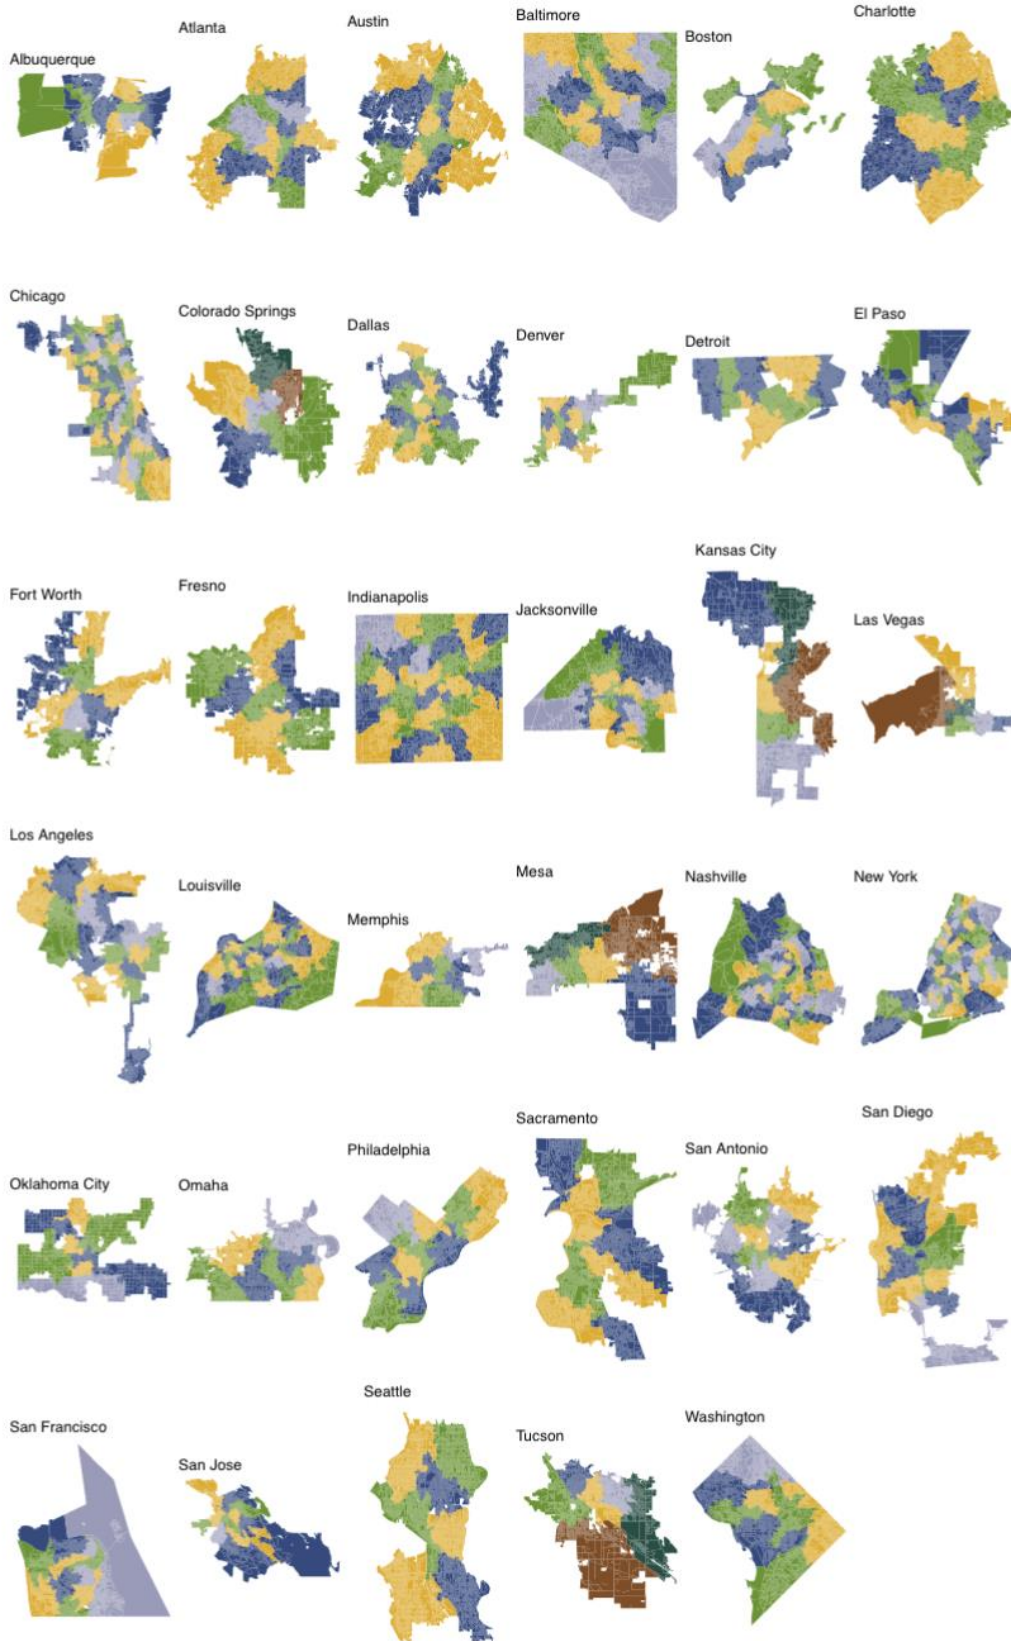 Albuquerque
Atlanta
Austin
Baltimore
Boston
Charlotte
Chicago
Colorado Springs
Dallas
Denver
Detroit
El Paso
Fort Worth
Fresno
Indianapolis
Jacksonville
Kansas City
Las Vegas
Los Angeles
Louisville
Memphis
Mesa
Nashville
New York
Oklahoma City
Omaha
Philadelphia
Sacramento
San Antonio
San Diego
San Francisco
San Jose
Seattle
Tucson
Washington